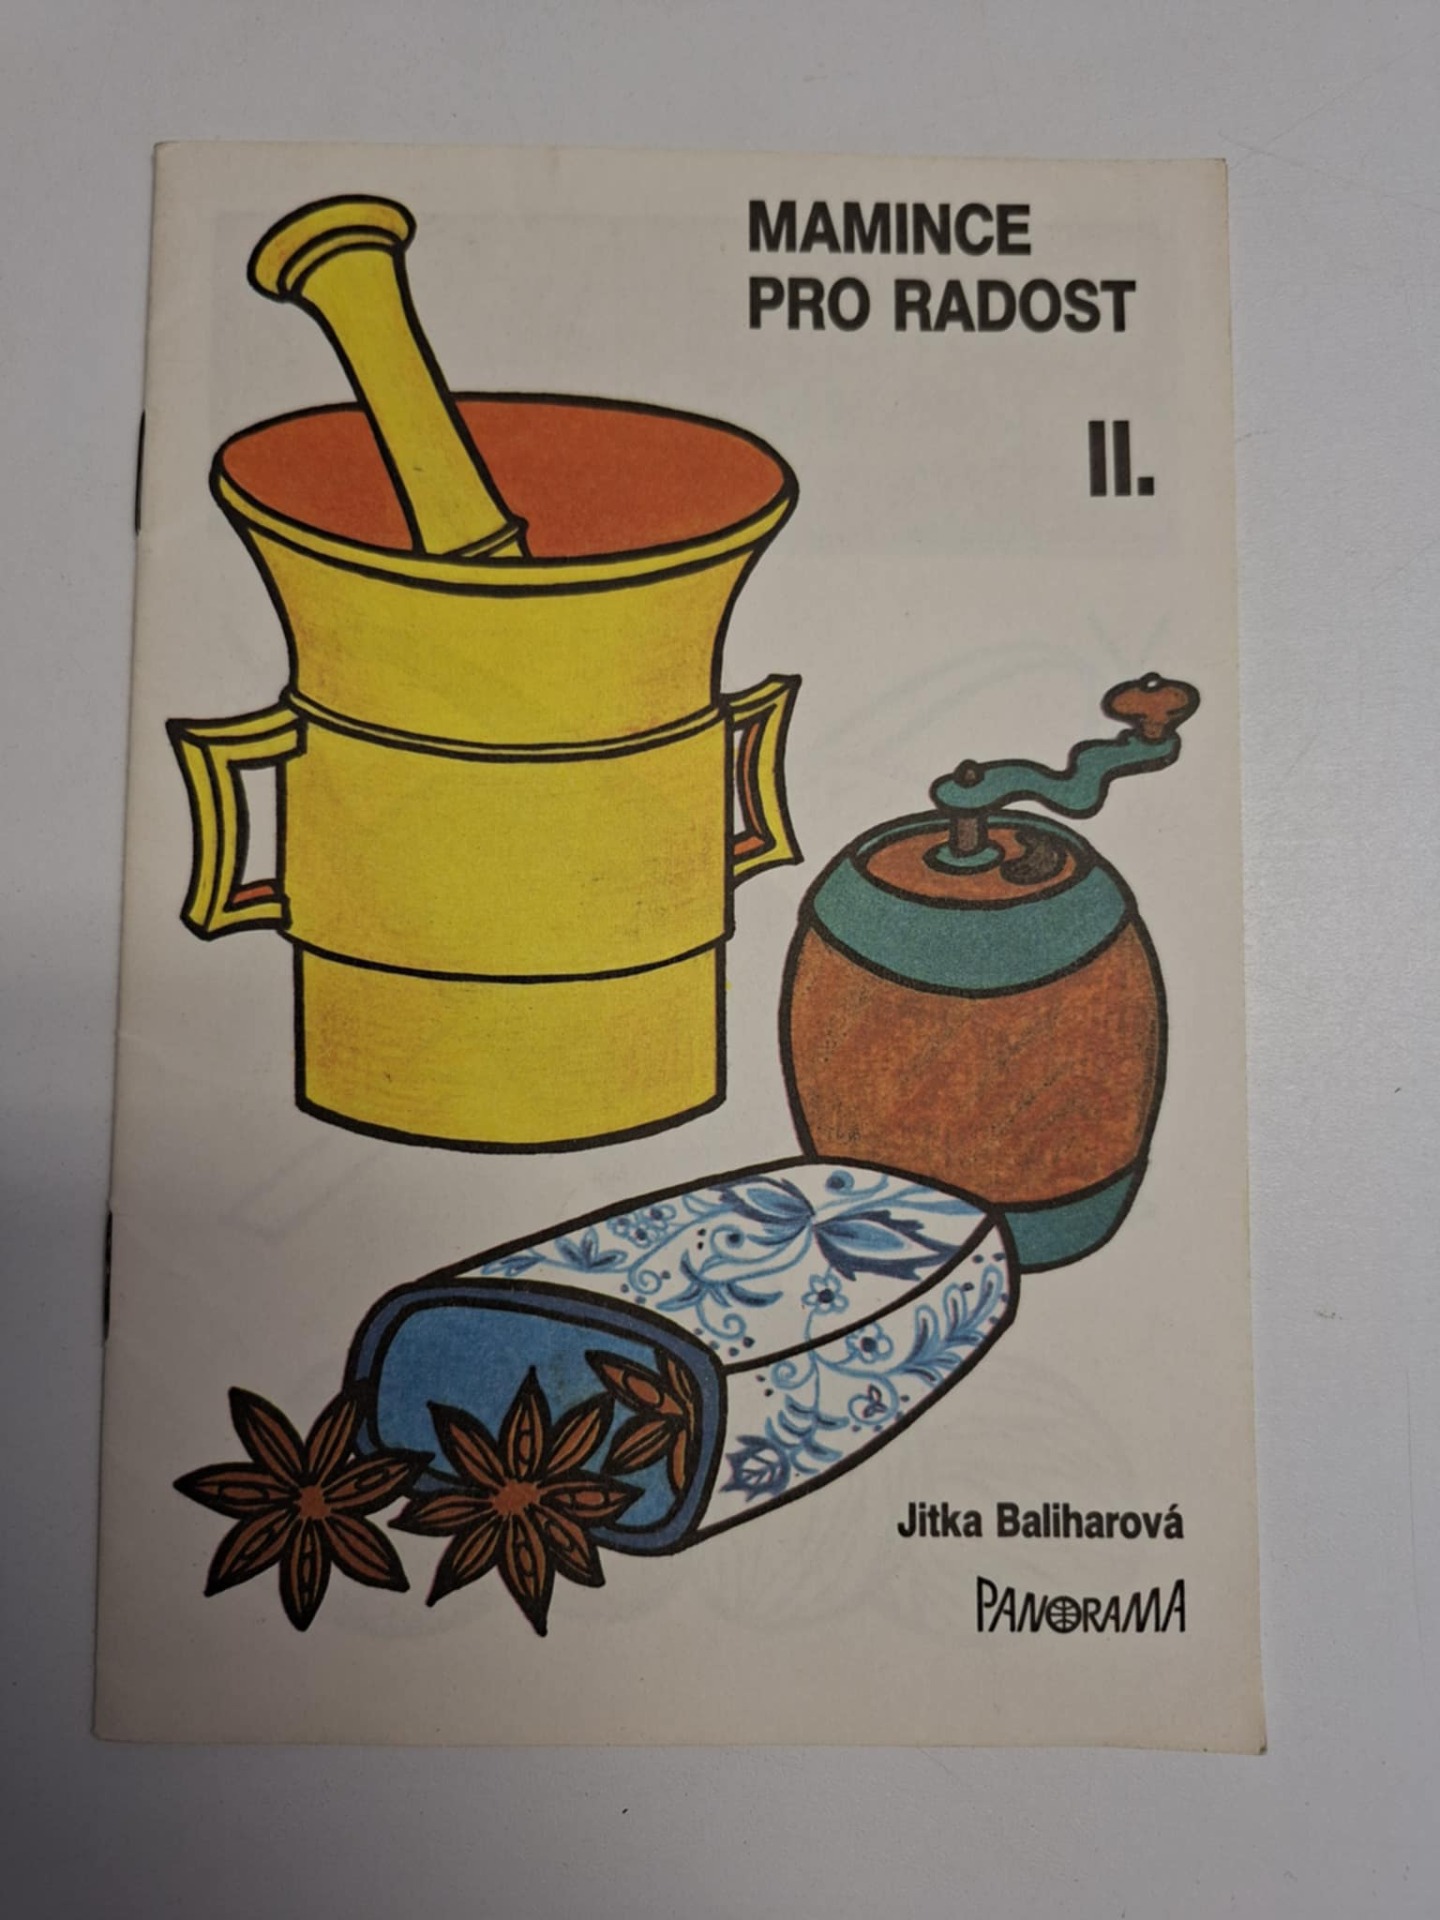 MAMINCE
PRO RADOST
II.
Jitka Baliharová
PANORAMA